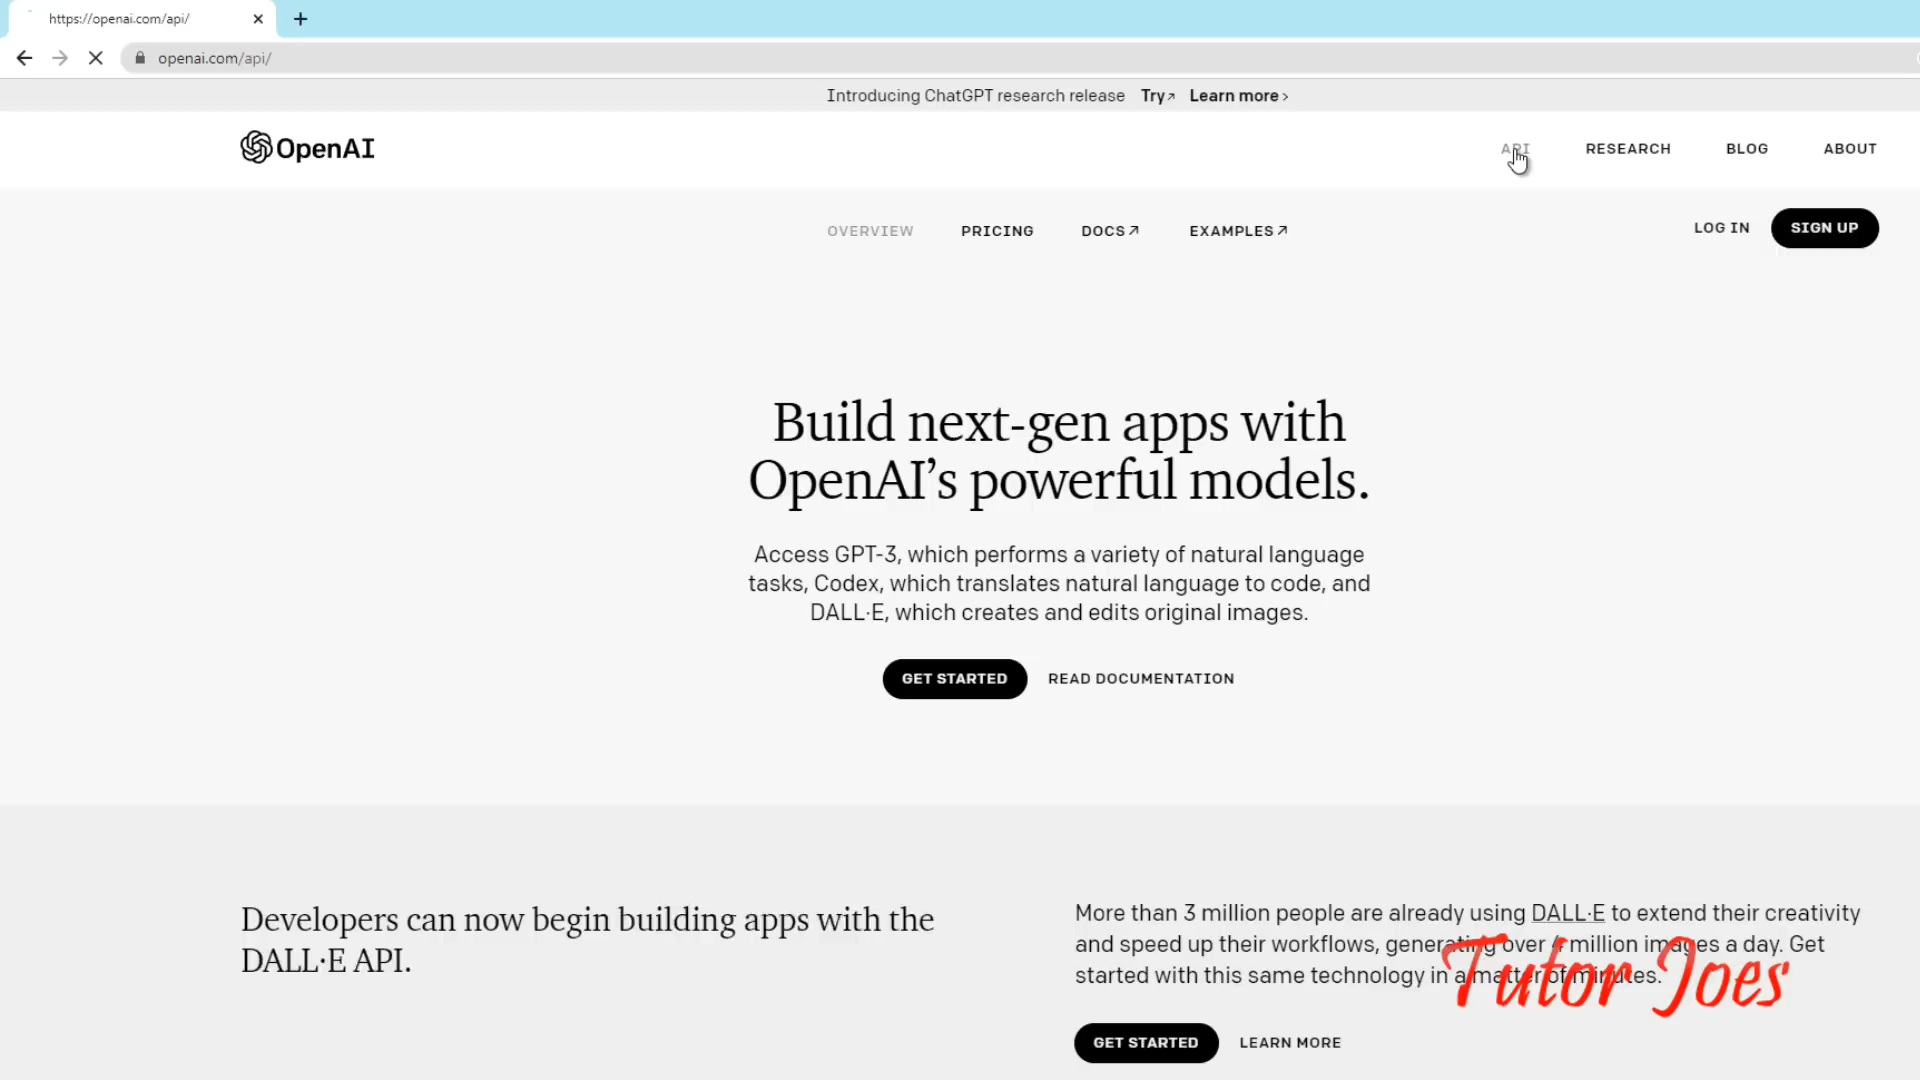 https://openai.com/api/
openai.com/api/
Introducing ChatGPT research release Try↗ Learn more ›
OpenAI
API RESEARCH BLOG ABOUT
OVERVIEW PRICING DOCS↗ EXAMPLES↗
LOG IN SIGN UP
Build next-gen apps with
OpenAI’s powerful models.
Access GPT-3, which performs a variety of natural language
tasks, Codex, which translates natural language to code, and
DALL·E, which creates and edits original images.
GET STARTED READ DOCUMENTATION
Developers can now begin building apps with the
DALL·E API.
More than 3 million people are already using DALL·E to extend their creativity
and speed up their workflows, generating over 4 million images a day. Get
started with this same technology in a matter of minutes.
Tutor Joes
GET STARTED LEARN MORE